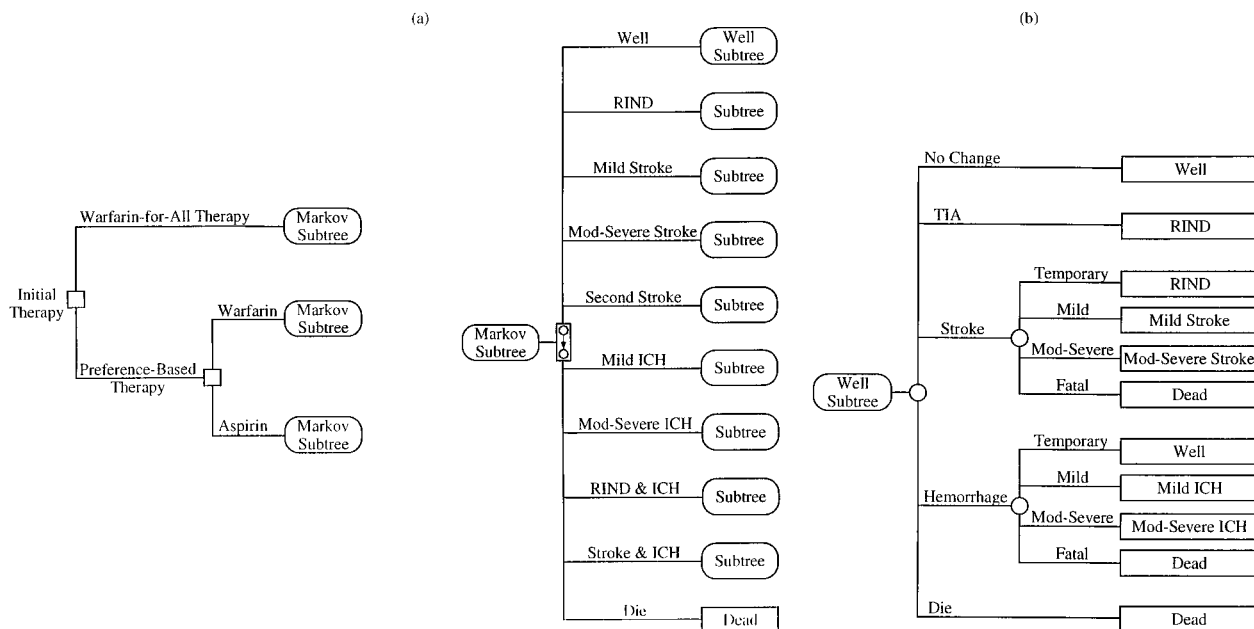 (a)
(b)
Initial
Therapy
Warfarin-for-All Therapy
Markov
Subtree
Preference-Based
Therapy
Warfarin
Markov
Subtree
Aspirin
Markov
Subtree
Markov
Subtree
Well
Well
Subtree
RIND
Subtree
Mild Stroke
Subtree
Mod-Severe Stroke
Subtree
Second Stroke
Subtree
Mild ICH
Subtree
Mod-Severe ICH
Subtree
RIND & ICH
Subtree
Stroke & ICH
Subtree
Die
Dead
Well
Subtree
No Change
Well
TIA
RIND
Stroke
Temporary
RIND
Mild
Mild Stroke
Mod-Severe
Mod-Severe Stroke
Fatal
Dead
Hemorrhage
Temporary
Well
Mild
Mild ICH
Mod-Severe
Mod-Severe ICH
Fatal
Dead
Die
Dead